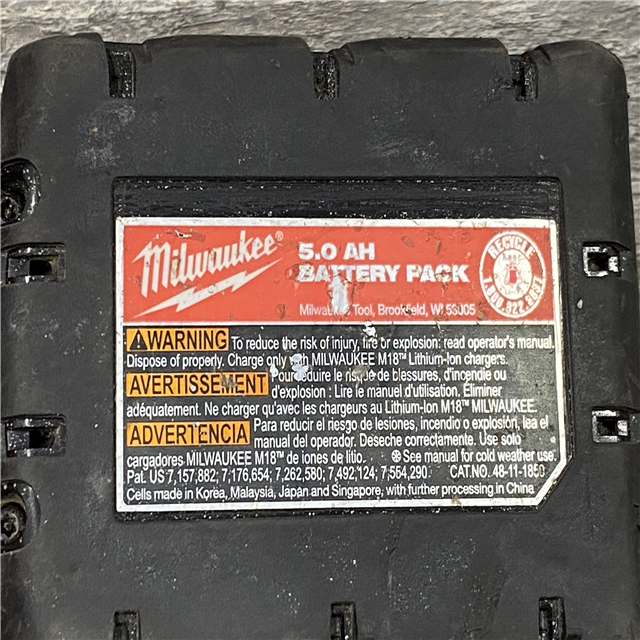 Milwaukee®
5.0 AH
BATTERY PACK
Milwaukee Tool, Brookfield, WI 53005
RECYCLE
1.800.822.8837
⚠WARNING To reduce the risk of injury, fire or explosion: read operator's manual.
Dispose of properly. Charge only with MILWAUKEE M18™ Lithium-Ion chargers.
AVERTISSEMENT Pour réduire le risque de blessures, d'incendie ou
d'explosion : Lire le manuel d'utilisation. Éliminer
adéquatement. Ne charger qu'avec les chargeurs au Lithium-Ion M18™ MILWAUKEE.
ADVERTENCIA Para reducir el riesgo de lesiones, incendio o explosión, lea el
manual del operador. Deseche correctamente. Use solo
cargadores MILWAUKEE M18™ de iones de litio. ❄See manual for cold weather use.
Pat. US 7,157,882; 7,176,654; 7,262,580; 7,492,124; 7,554,290 CAT.NO. 48-11-1850
Cells made in Korea, Malaysia, Japan and Singapore, with further processing in China